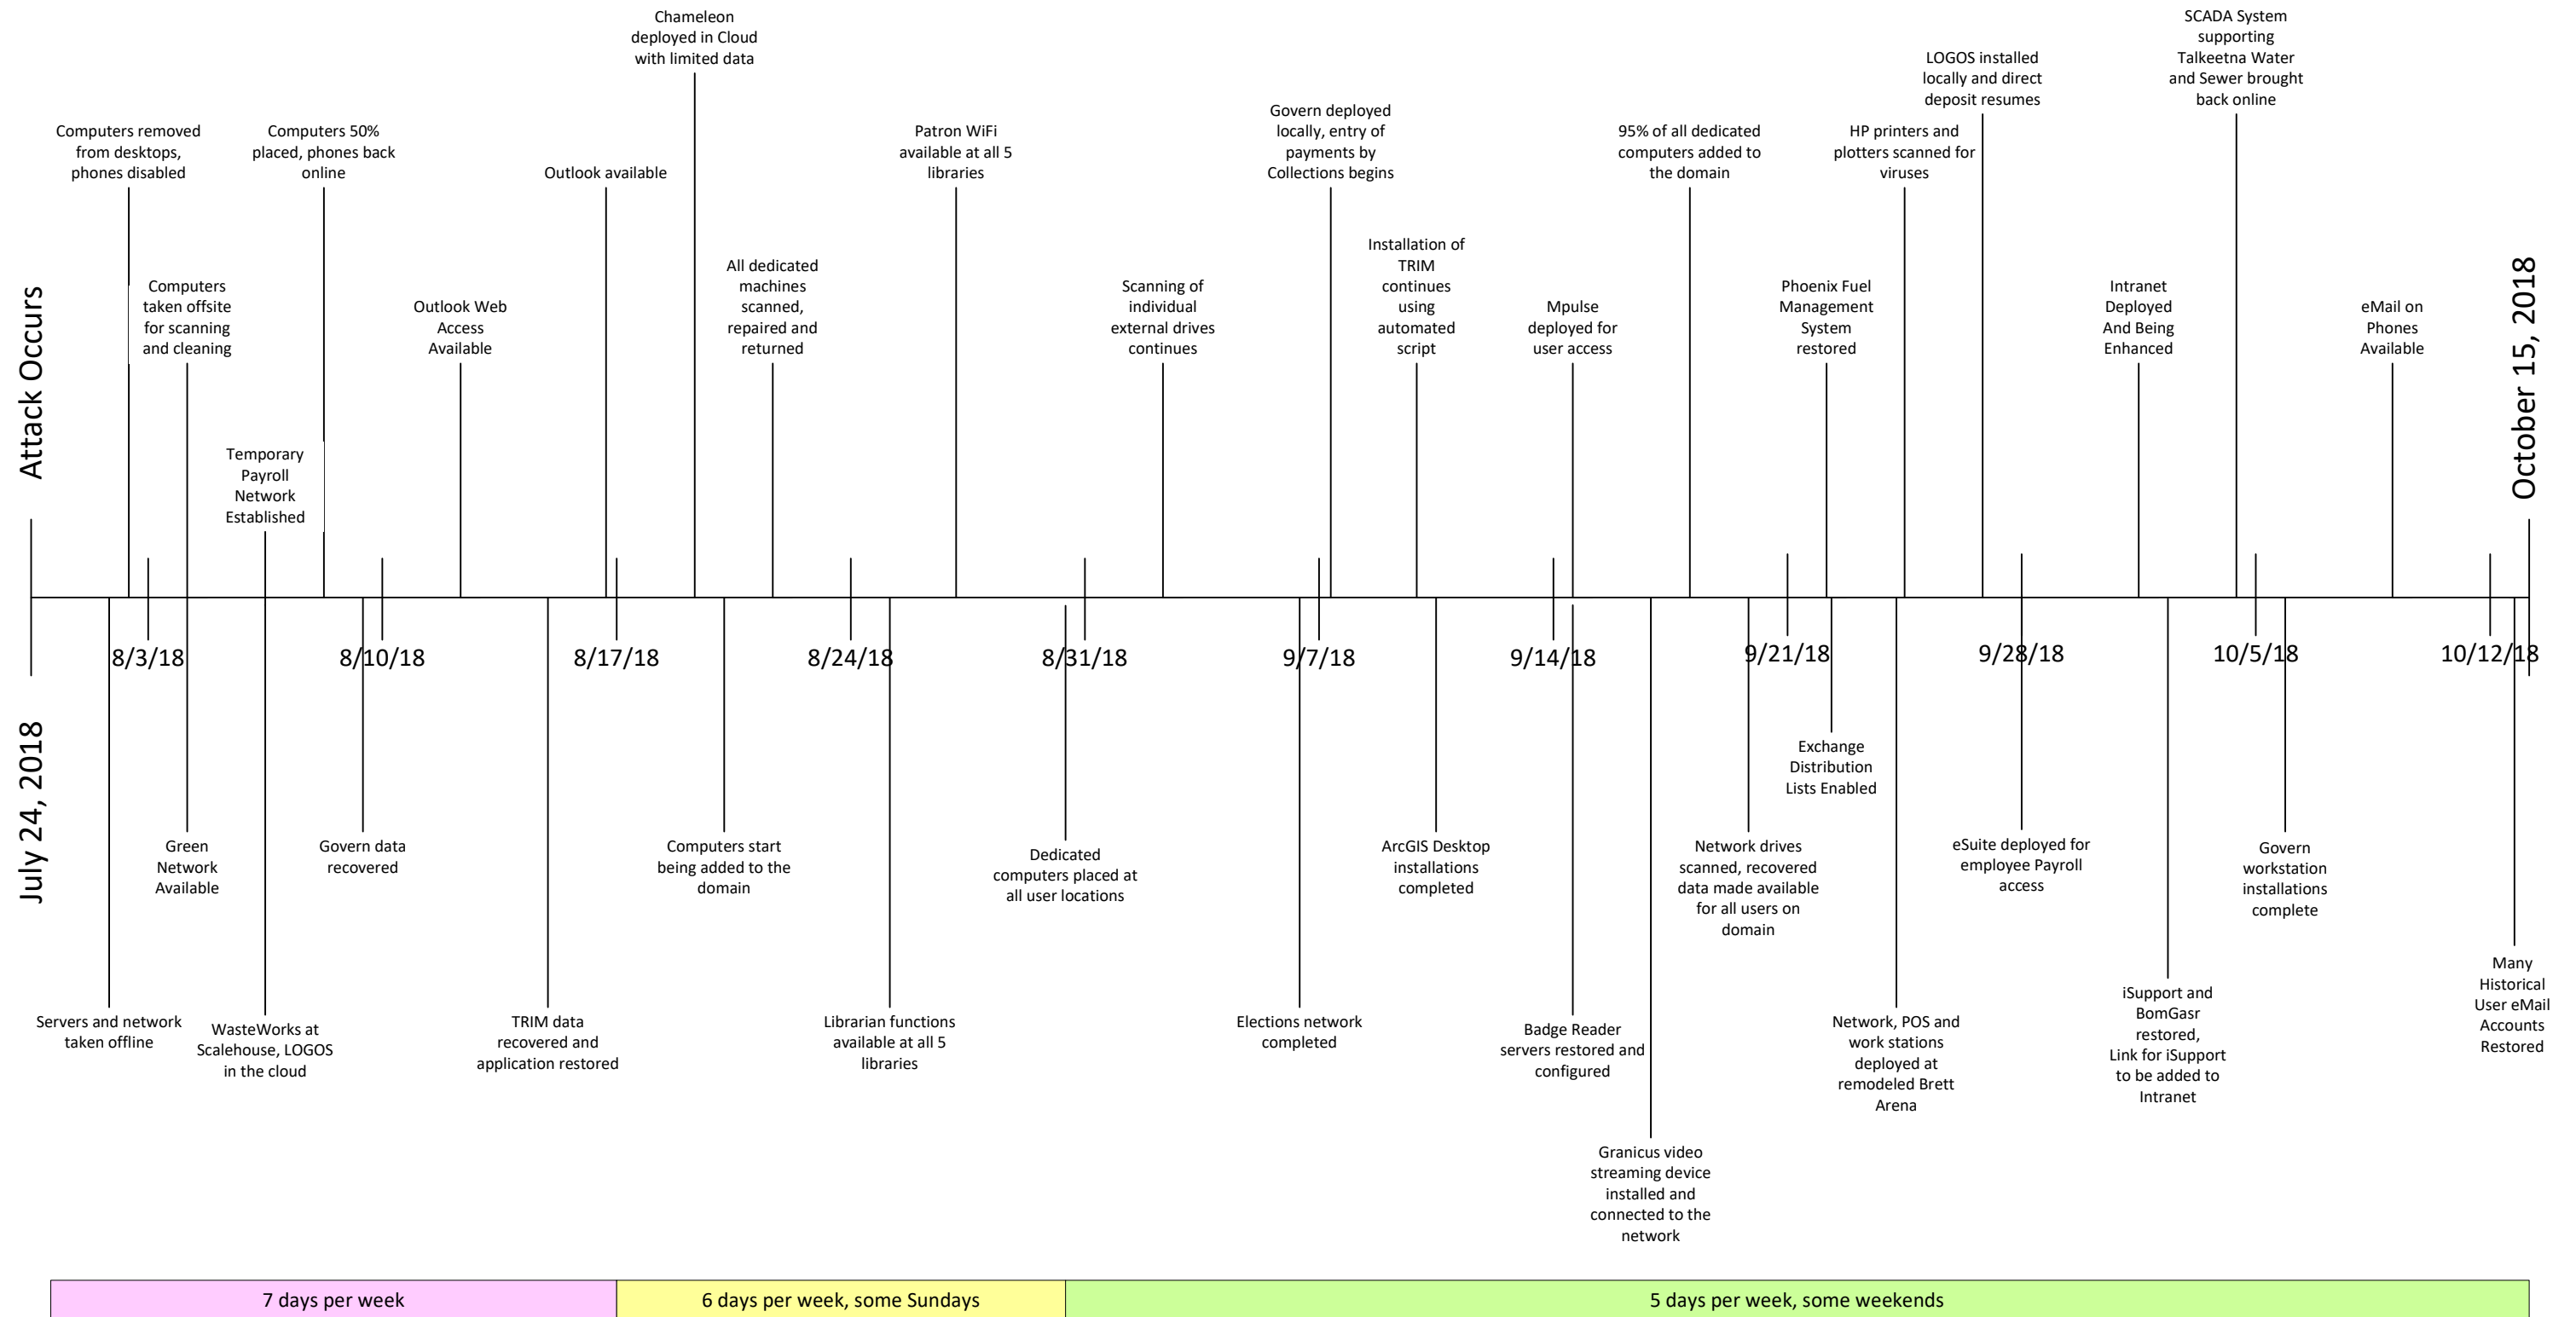 Chameleon
deployed in Cloud
with limited data
SCADA System
supporting
Talkeetna Water
and Sewer brought
back online
LOGOS installed
locally and direct
deposit resumes
Computers removed
from desktops,
phones disabled
Computers 50%
placed, phones back
online
Outlook available
Patron WiFi
available at all 5
libraries
Govern deployed
locally, entry of
payments by
Collections begins
95% of all dedicated
computers added to
the domain
HP printers and
plotters scanned for
viruses
Computers
taken offsite
for scanning
and cleaning
Outlook Web
Access
Available
All dedicated
machines
scanned,
repaired and
returned
Scanning of
individual
external drives
continues
Installation of
TRIM
continues
using
automated
script
Mpulse
deployed for
user access
Phoenix Fuel
Management
System
restored
Intranet
Deployed
And Being
Enhanced
eMail on
Phones
Available
Temporary
Payroll
Network
Established
Attack Occurs
October 15, 2018
8/3/18
8/10/18
8/17/18
8/24/18
8/31/18
9/7/18
9/14/18
9/21/18
9/28/18
10/5/18
10/12/18
July 24, 2018
Exchange
Distribution
Lists Enabled
Green
Network
Available
Govern data
recovered
Computers start
being added to the
domain
Dedicated
computers placed at
all user locations
ArcGIS Desktop
installations
completed
Network drives
scanned, recovered
data made available
for all users on
domain
eSuite deployed for
employee Payroll
access
Govern
workstation
installations
complete
Many
Historical
User eMail
Accounts
Restored
Servers and network
taken offline
WasteWorks at
Scalehouse, LOGOS
in the cloud
TRIM data
recovered and
application restored
Librarian functions
available at all 5
libraries
Elections network
completed
Badge Reader
servers restored and
configured
Network, POS and
work stations
deployed at
remodeled Brett
Arena
iSupport and
BomGasr
restored,
Link for iSupport
to be added to
Intranet
Granicus video
streaming device
installed and
connected to the
network
7 days per week
6 days per week, some Sundays
5 days per week, some weekends